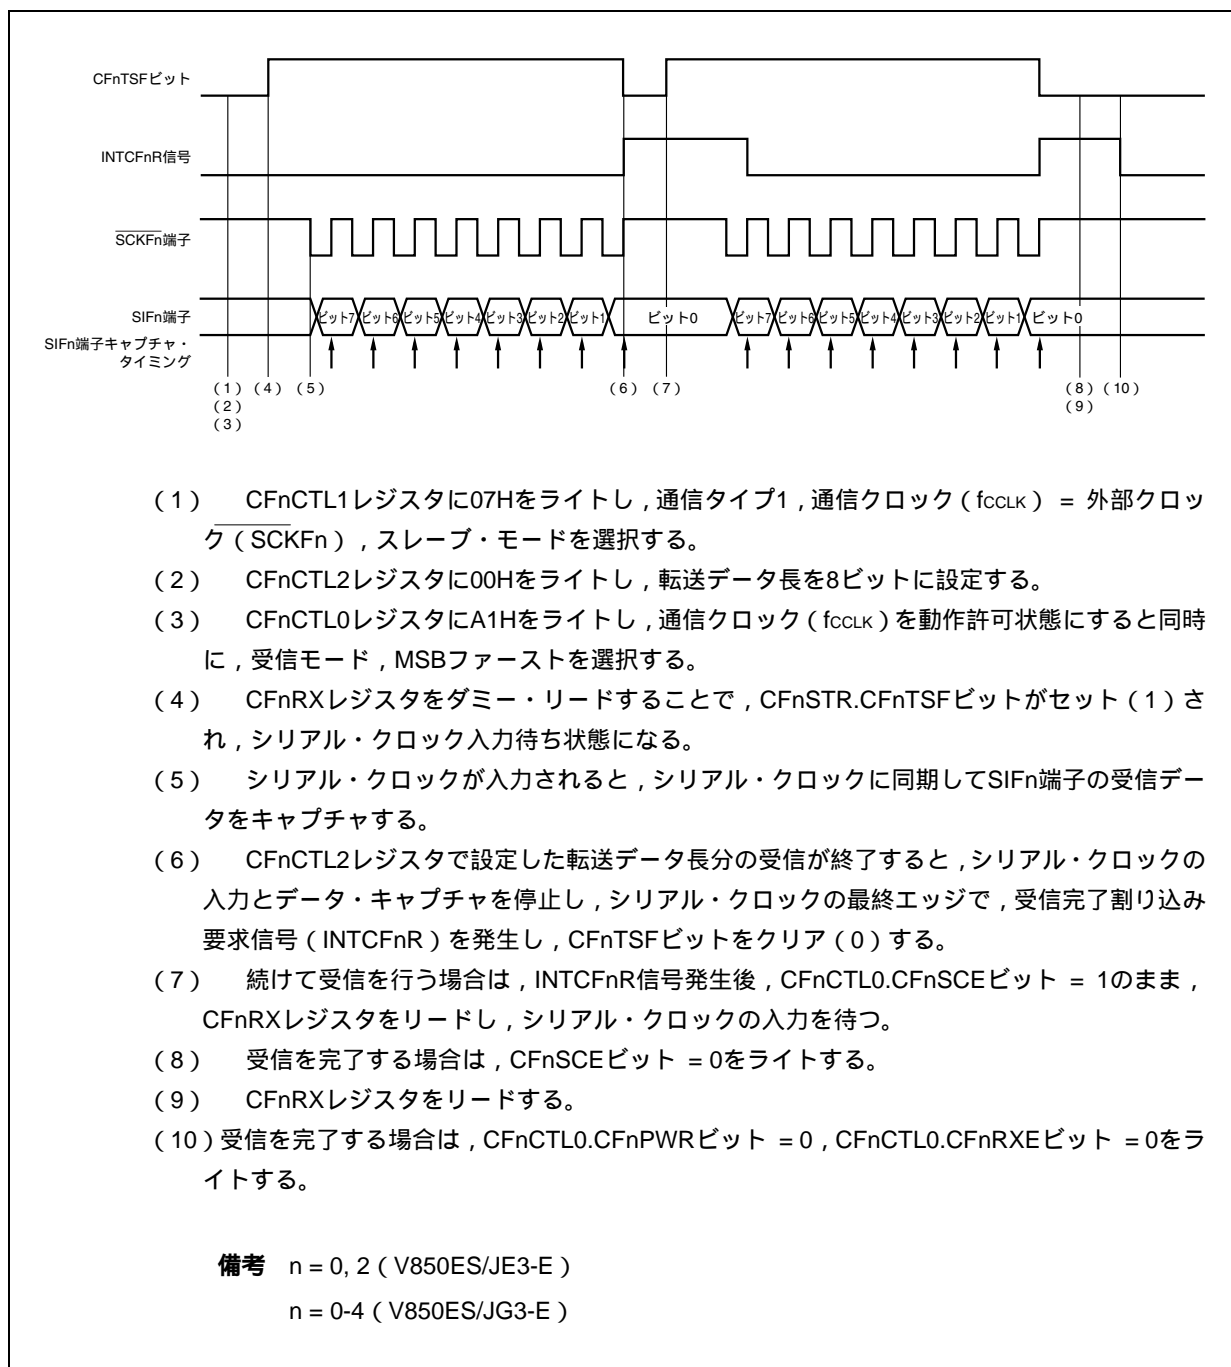 CFnTSFビット
INTCFnR信号
SCKFn端子
SIFn端子
ビット7 ビット6 ビット5 ビット4 ビット3 ビット2 ビット1 ビット0 ビット7 ビット6 ビット5 ビット4 ビット3 ビット2 ビット1 ビット0
SIFn端子キャプチャ・
タイミング
(1) (4) (5) (6) (7) (8) (10)
(2) (9)
(3)
(1) CFnCTL1レジスタに07Hをライトし,通信タイプ1,通信クロック(fCCLK) = 外部クロッ
ク(SCKFn),スレーブ・モードを選択する。
(2) CFnCTL2レジスタに00Hをライトし,転送データ長を8ビットに設定する。
(3) CFnCTL0レジスタにA1Hをライトし,通信クロック(fCCLK)を動作許可状態にすると同時
に,受信モード,MSBファーストを選択する。
(4) CFnRXレジスタをダミー・リードすることで,CFnSTR.CFnTSFビットがセット(1)さ
れ,シリアル・クロック入力待ち状態になる。
(5) シリアル・クロックが入力されると,シリアル・クロックに同期してSIFn端子の受信デー
タをキャプチャする。
(6) CFnCTL2レジスタで設定した転送データ長分の受信が終了すると,シリアル・クロックの
入力とデータ・キャプチャを停止し,シリアル・クロックの最終エッジで,受信完了割り込み
要求信号(INTCFnR)を発生し,CFnTSFビットをクリア(0)する。
(7) 続けて受信を行う場合は,INTCFnR信号発生後,CFnCTL0.CFnSCEビット = 1のまま,
CFnRXレジスタをリードし,シリアル・クロックの入力を待つ。
(8) 受信を完了する場合は,CFnSCEビット = 0をライトする。
(9) CFnRXレジスタをリードする。
(10)受信を完了する場合は,CFnCTL0.CFnPWRビット = 0,CFnCTL0.CFnRXEビット = 0をラ
イトする。
備考 n = 0, 2(V850ES/JE3-E)
n = 0-4(V850ES/JG3-E)